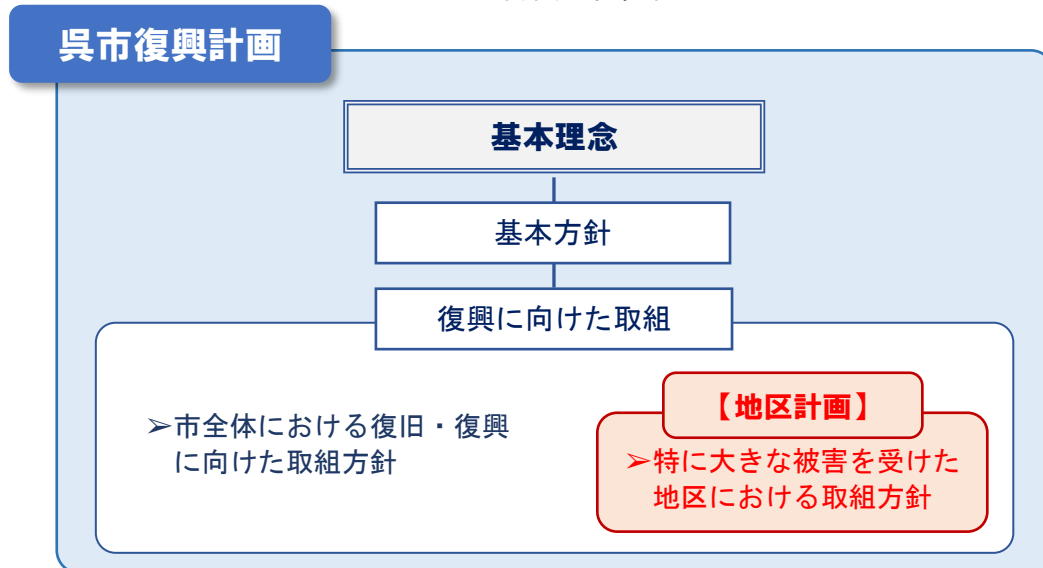 呉市復興計画
基本理念
基本方針
復興に向けた取組
➢市全体における復旧・復興
に向けた取組方針
【地区計画】
➢特に大きな被害を受けた
地区における取組方針